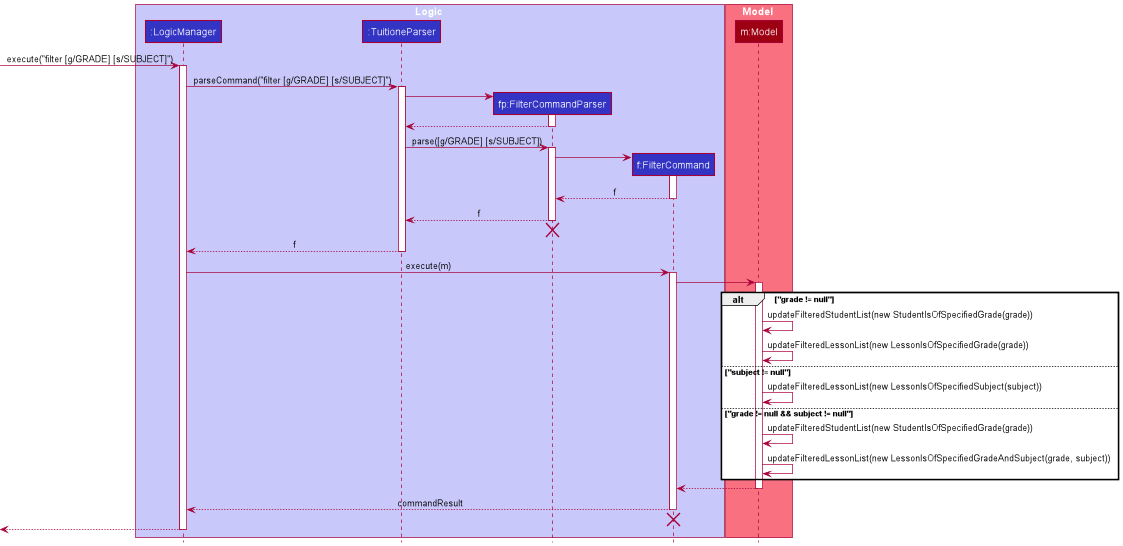 Logic
Model
:LogicManager
:TuitioneParser
m:Model
execute("filter [g/GRADE] [s/SUBJECT]")
parseCommand("filter [g/GRADE] [s/SUBJECT]")
fp:FilterCommandParser
parse([g/GRADE] [s/SUBJECT])
f:FilterCommand
f
f
f
execute(m)
alt
["grade != null"]
updateFilteredStudentList(new StudentIsOfSpecifiedGrade(grade))
updateFilteredLessonList(new LessonIsOfSpecifiedGrade(grade))
["subject != null"]
updateFilteredLessonList(new LessonIsOfSpecifiedSubject(subject))
["grade != null && subject != null"]
updateFilteredStudentList(new StudentIsOfSpecifiedGrade(grade))
updateFilteredLessonList(new LessonIsOfSpecifiedGradeAndSubject(grade, subject))
commandResult